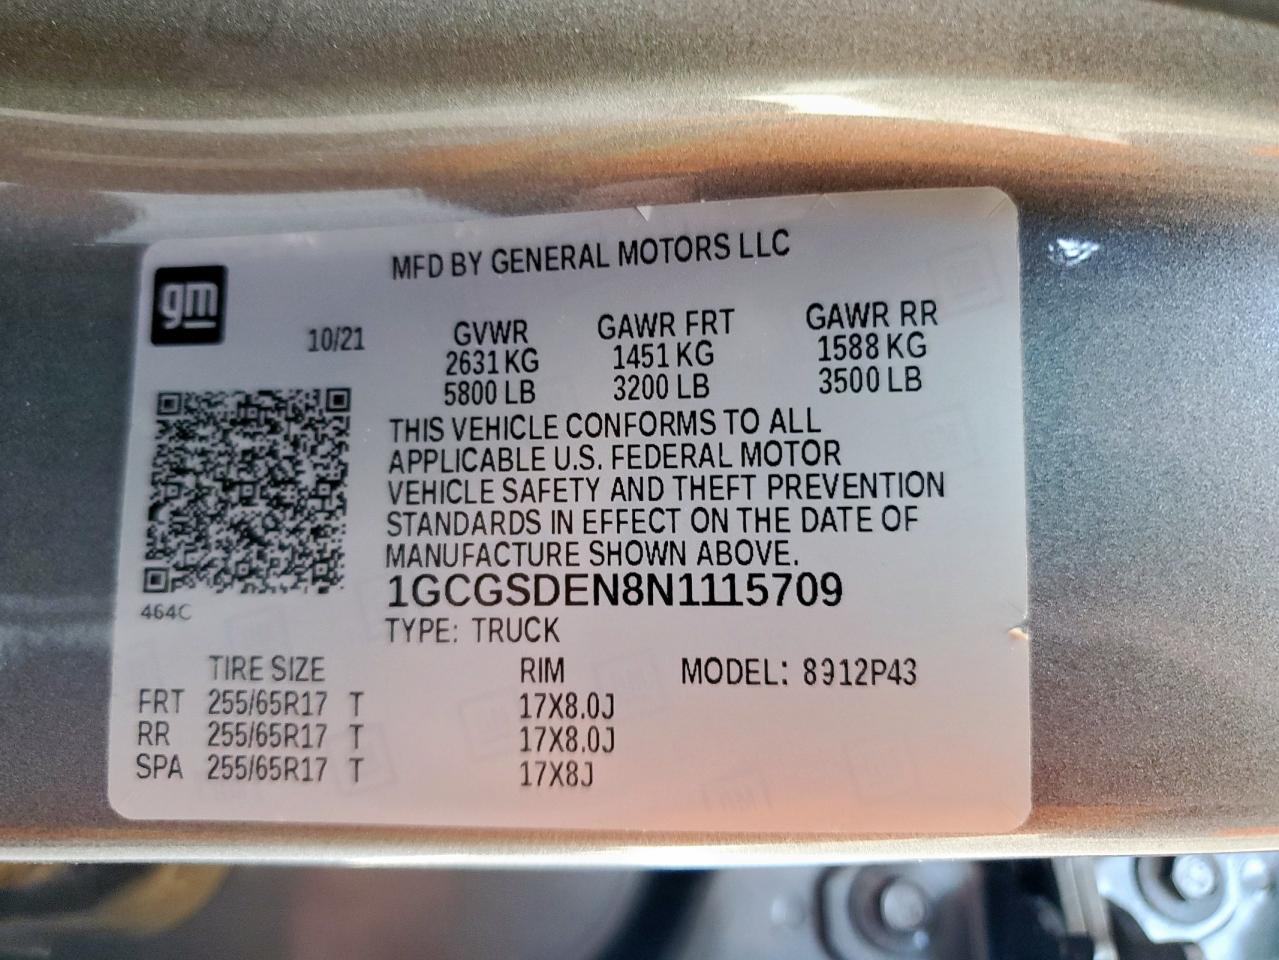 MFD BY GENERAL MOTORS LLC
gm
10/21
GVWR GAWR FRT GAWR RR
2631 KG 1451 KG 1588 KG
5800 LB 3200 LB 3500 LB
THIS VEHICLE CONFORMS TO ALL
APPLICABLE U.S. FEDERAL MOTOR
VEHICLE SAFETY AND THEFT PREVENTION
STANDARDS IN EFFECT ON THE DATE OF
MANUFACTURE SHOWN ABOVE.
1GCGSDEN8N1115709
464C
TYPE: TRUCK
TIRE SIZE RIM MODEL: 8912P43
FRT 255/65R17 T 17X8.0J
RR 255/65R17 T 17X8.0J
SPA 255/65R17 T 17X8J